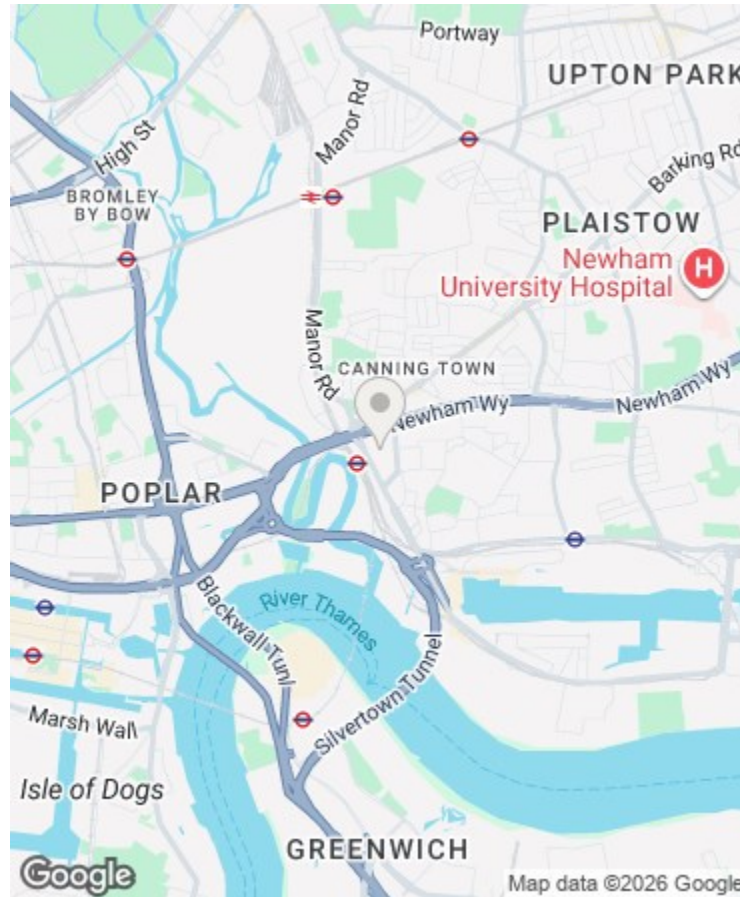 Portway
UPTON PARK
Manor Rd
High St
Barking Rd
BROMLEY
BY BOW
PLAISTOW
Newham
University Hospital
H
Manor Rd
CANNING TOWN
Newham Wy
Newham Wy
POPLAR
River Thames
Blackwall Tunl
Silvertown Tunnel
Marsh Wall
Isle of Dogs
GREENWICH
Google
Map data ©2026 Google